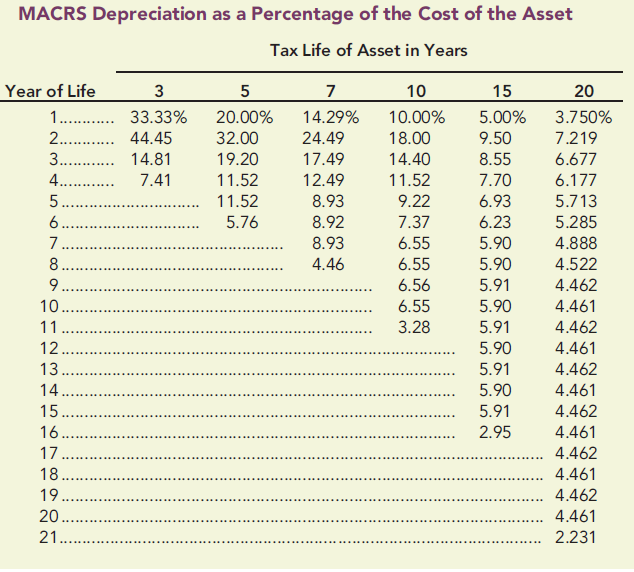 MACRS Depreciation as a Percentage of the Cost of the Asset
Tax Life of Asset in Years
Year of Life 3 5 7 10 15 20
1............ 33.33% 20.00% 14.29% 10.00% 5.00% 3.750%
2............ 44.45 32.00 24.49 18.00 9.50 7.219
3............ 14.81 19.20 17.49 14.40 8.55 6.677
4............ 7.41 11.52 12.49 11.52 7.70 6.177
5.............................. 11.52 8.93 9.22 6.93 5.713
6.............................. 5.76 8.92 7.37 6.23 5.285
7................................................ 8.93 6.55 5.90 4.888
8................................................ 4.46 6.55 5.90 4.522
9.................................................................. 6.56 5.91 4.462
10.................................................................. 6.55 5.90 4.461
11.................................................................. 3.28 5.91 4.462
12.................................................................................... 5.90 4.461
13.................................................................................... 5.91 4.462
14.................................................................................... 5.90 4.461
15.................................................................................... 5.91 4.462
16.................................................................................... 2.95 4.461
17...................................................................................................... 4.462
18...................................................................................................... 4.461
19...................................................................................................... 4.462
20...................................................................................................... 4.461
21...................................................................................................... 2.231